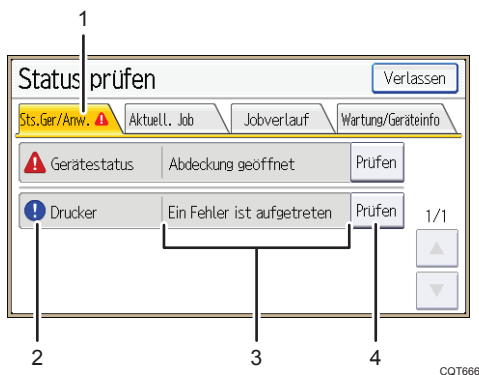 1
Status prüfen
Verlassen
Sts.Ger/Anw.
Aktuell. Job
Jobverlauf
Wartung/Geräteinfo
Gerätestatus
Abdeckung geöffnet
Prüfen
Drucker
Ein Fehler ist aufgetreten
Prüfen
1/1
2
3
4
CQT666